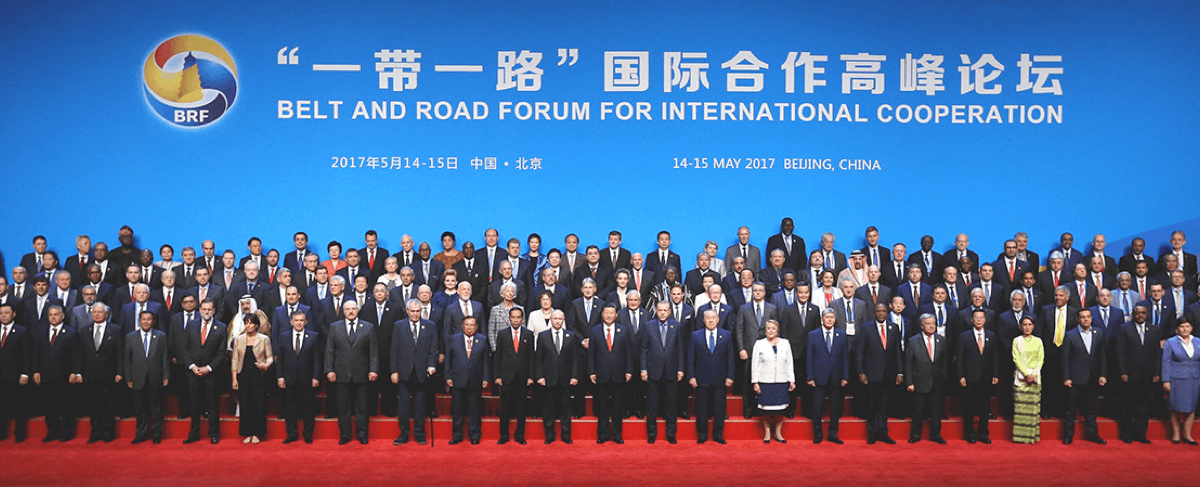 “一带一路”国际合作高峰论坛
BELT AND ROAD FORUM FOR INTERNATIONAL COOPERATION
BRF
2017年5月14-15日 中国·北京 14-15 MAY 2017 BEIJING, CHINA